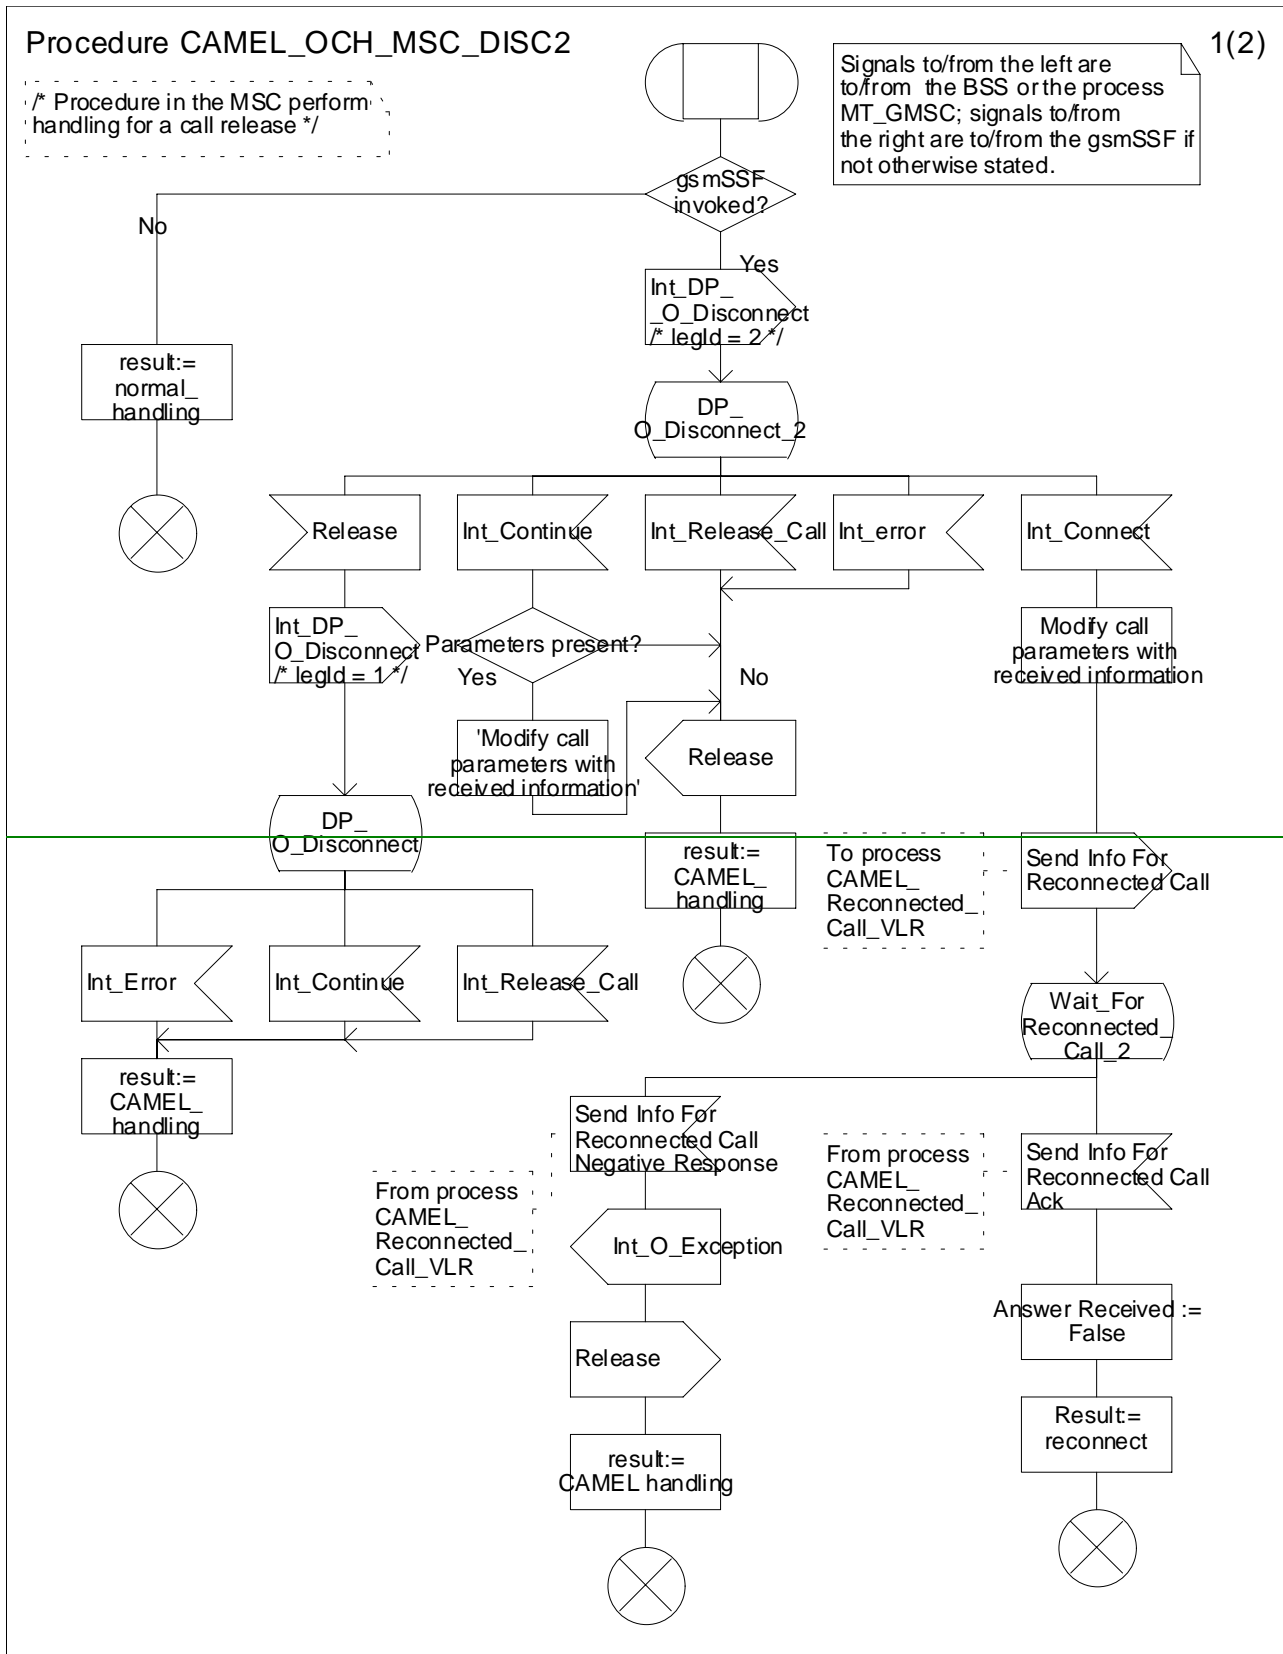 Procedure CAMEL_OCH_MSC_DISC2
1(2)
/* Procedure in the MSC perform
handling for a call release */
Signals to/from the left are
to/from the BSS or the process
MT_GMSC; signals to/from
the right are to/from the gsmSSF if
not otherwise stated.
gsmSSF
invoked?
No
Yes
Int_DP_
_O_Disconnect
/* legId = 2 */
result:=
normal_
handling
DP_
O_Disconnect_2
Release
Int_Continue
Int_Release_Call
Int_error
Int_Connect
Int_DP_
O_Disconnect
/* legId = 1 */
Parameters present?
Yes
No
Modify call
parameters with
received information
'Modify call
parameters with
received information'
Release
DP_
O_Disconnect
result:=
CAMEL_
handling
To process
CAMEL_
Reconnected_
Call_VLR
Send Info For
Reconnected Call
Int_Error
Int_Continue
Int_Release_Call
Wait_For
Reconnected_
Call_2
result:=
CAMEL_
handling
Send Info For
Reconnected Call
Negative Response
From process
CAMEL_
Reconnected_
Call_VLR
From process
CAMEL_
Reconnected_
Call_VLR
Send Info For
Reconnected Call
Ack
Int_O_Exception
Answer Received :=
False
Release
Result:=
reconnect
result:=
CAMEL handling